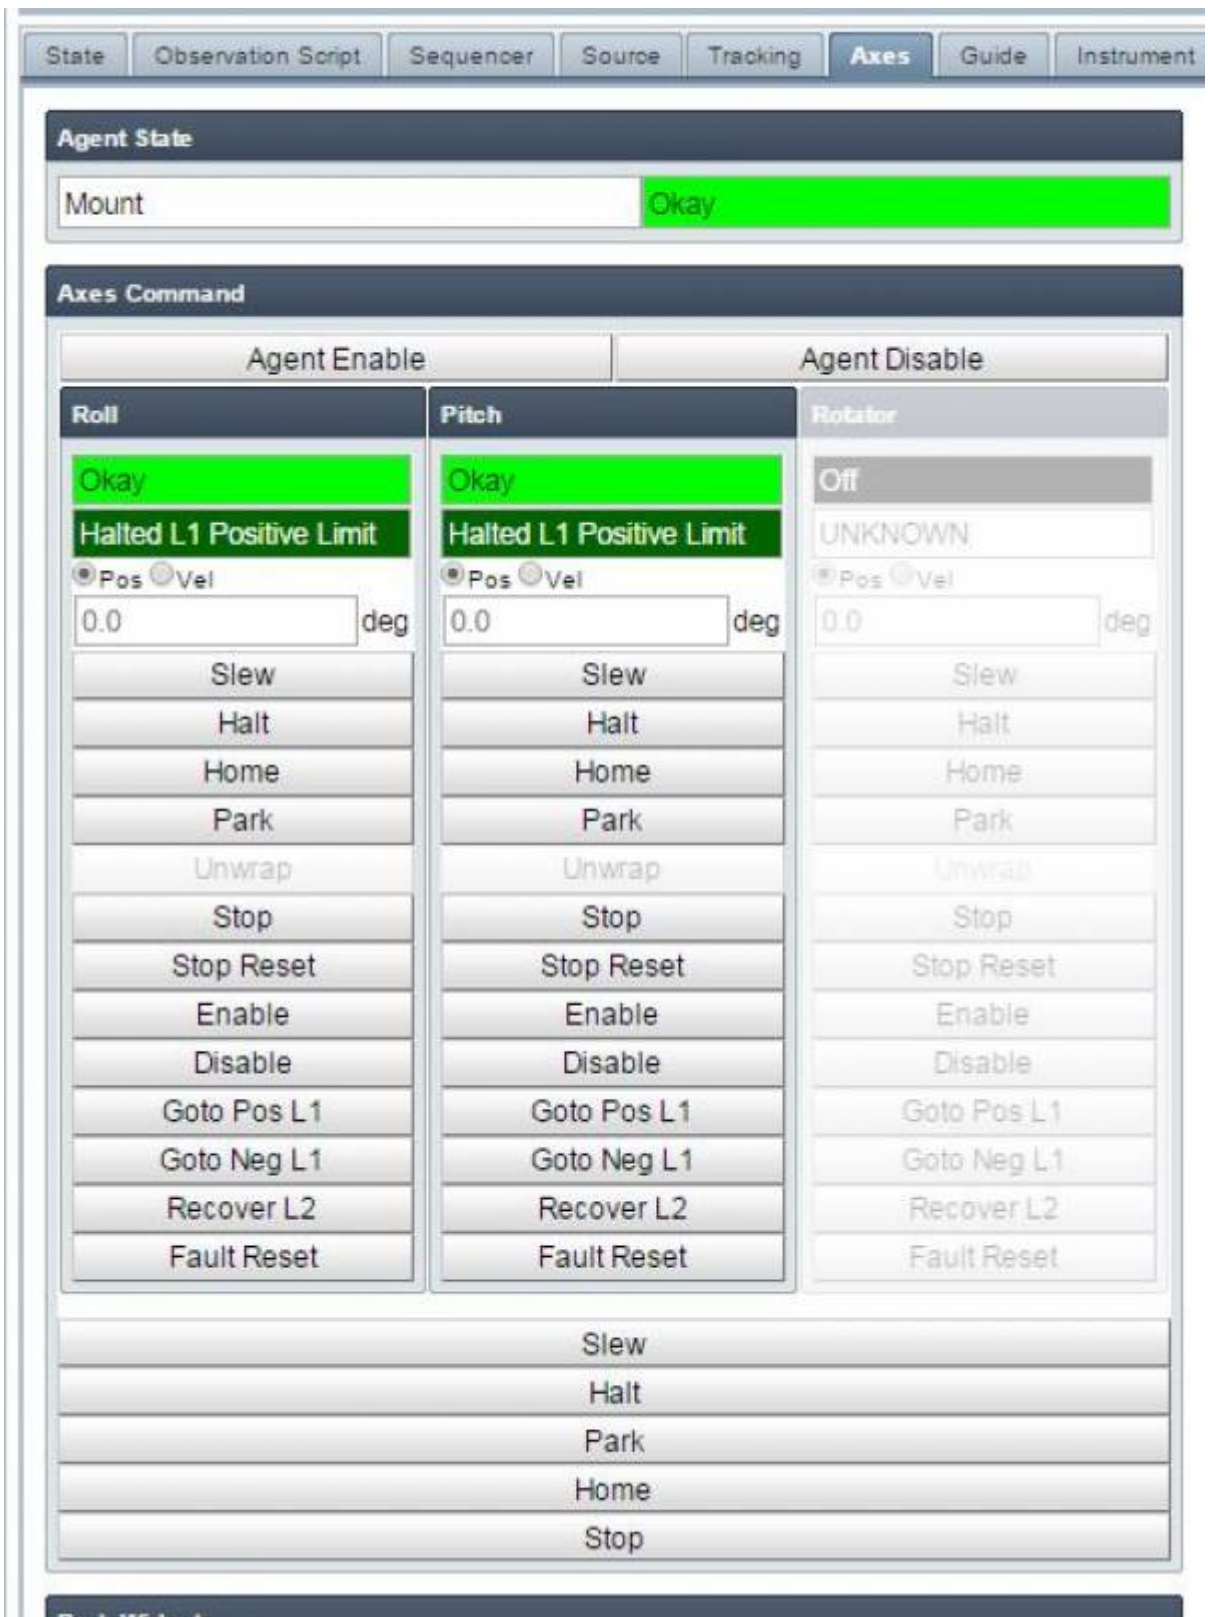 State Observation Script Sequencer Source Tracking Axes Guide Instrument
Agent State
Mount Okay
Axes Command
Agent Enable Agent Disable
Roll Pitch Rotator
Okay Okay Off
Halted L1 Positive Limit Halted L1 Positive Limit UNKNOWN
Pos Vel Pos Vel Pos Vel
0.0 deg 0.0 deg 0.0 deg
Slew Slew Slew
Halt Halt Halt
Home Home Home
Park Park Park
Unwrap Unwrap Unwrap
Stop Stop Stop
Stop Reset Stop Reset Stop Reset
Enable Enable Enable
Disable Disable Disable
Goto Pos L1 Goto Pos L1 Goto Pos L1
Goto Neg L1 Goto Neg L1 Goto Neg L1
Recover L2 Recover L2 Recover L2
Fault Reset Fault Reset Fault Reset
Slew
Halt
Park
Home
Stop